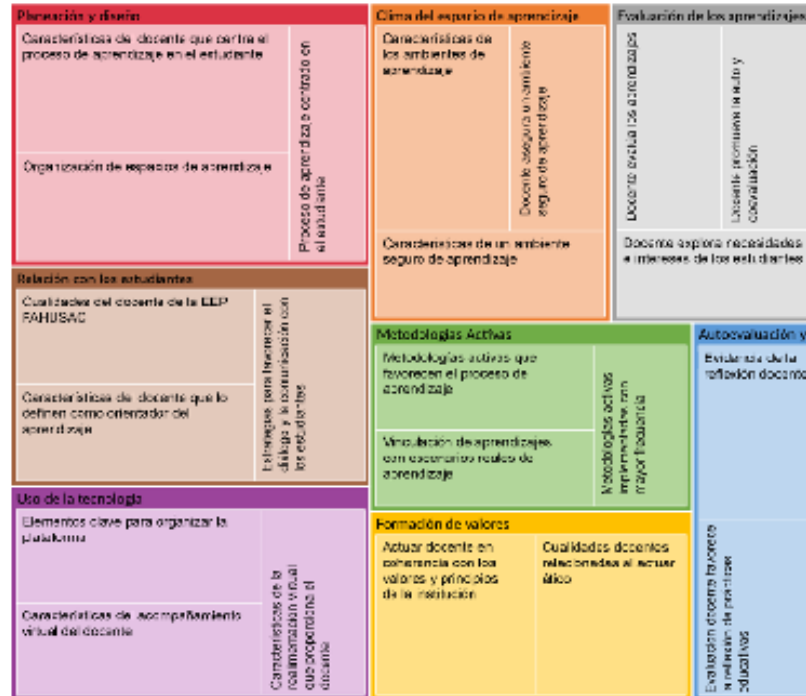 Planeación y diseño
Características de docente que centra el
proceso de aprendizaje en el estudiante
Organización de espacios de aprendizaje
Proceso de aprendizaje centrado en
el estudiante
Clima del espacio de aprendizaje
Características de
los ambientes de
aprendizaje
Docente asegura un ambiente
seguro de aprendizaje
Características de un ambiente
seguro de aprendizaje
Evaluación de los aprendizajes
Docente evalúa los aprendizajes
Docente promueve la auto y
coevaluación
Docente explora necesidades
e intereses de los estudiantes
Relación con los estudiantes
Cualidades del docente de la EEP
FAHUSAC
Características de docente que lo
definen como orientador del
aprendizaje
Estrategias para favorecer el
diálogo y la comunicación con
los estudiantes
Metodologías Activas
Metodologías activas que
favorecen el proceso de
aprendizaje
Vinculación de aprendizajes
con escenarios reales de
aprendizaje
Metodologías activas
implementadas con
mayor frecuencia
Autoevaluación y
Evidencia de la
reflexión docente
Evaluación docente favorece
la reflexión de prácticas
educativas
Uso de la tecnología
Elementos clave para organizar la
plataforma
Características de acompañamiento
virtual del docente
Características de la
realimentación virtual
que proporciona el
docente
Formación de valores
Actuar docente en
coherencia con los
valores y principios
de la institución
Cualidades docentes
relacionadas al actuar
ético